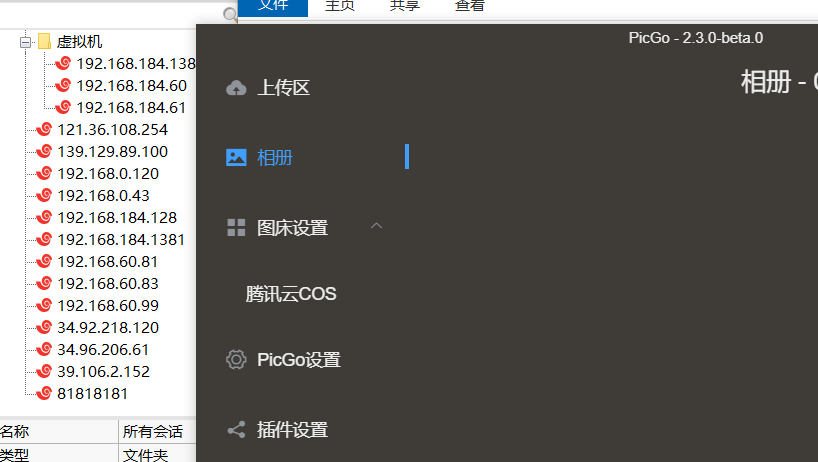 文件 主页 共享 查看
虚拟机
192.168.184.138
192.168.184.60
192.168.184.61
121.36.108.254
139.129.89.100
192.168.0.120
192.168.0.43
192.168.184.128
192.168.184.1381
192.168.60.81
192.168.60.83
192.168.60.99
34.92.218.120
34.96.206.61
39.106.2.152
81818181
名称 所有会话
类型 文件夹
PicGo - 2.3.0-beta.0
相册 -
上传区
相册
图床设置
腾讯云COS
PicGo设置
插件设置